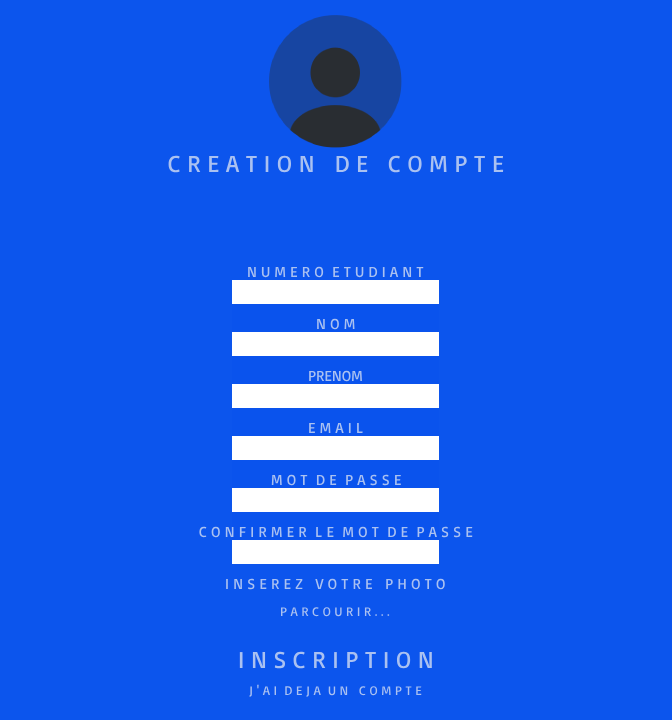 CREATION DE COMPTE
NUMERO ETUDIANT
NOM
PRENOM
EMAIL
MOT DE PASSE
CONFIRMER LE MOT DE PASSE
INSEREZ VOTRE PHOTO
PARCOURIR...
INSCRIPTION
J'AI DEJA UN COMPTE